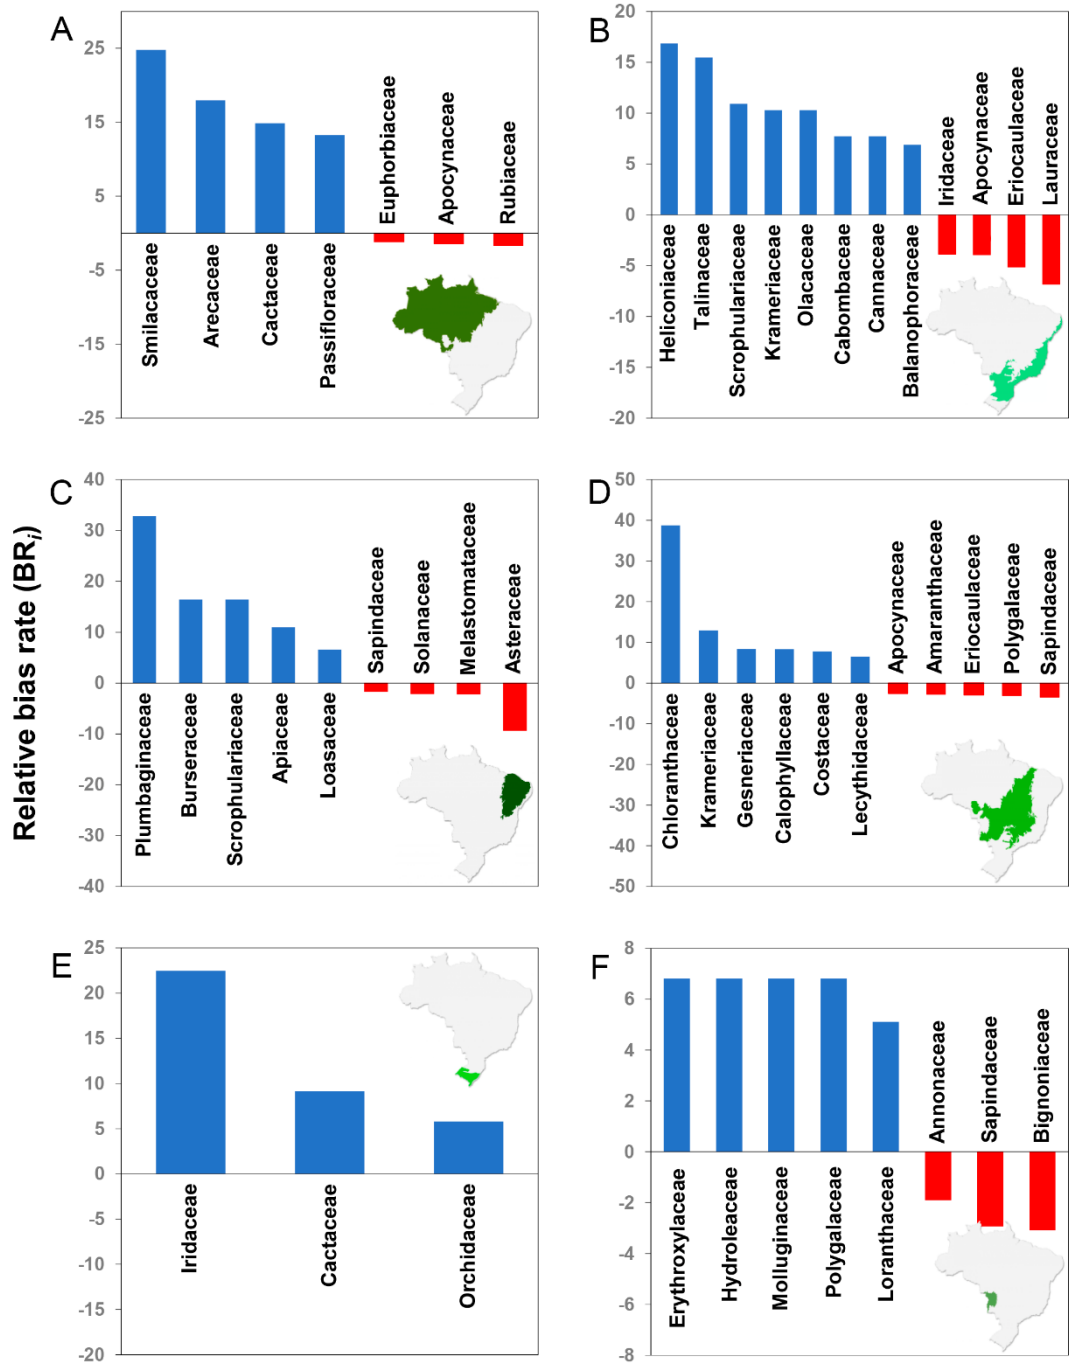 Relative bias rate (BRi)
A
25
15
5
-5
-15
-25
Smilacaceae
Arecaceae
Cactaceae
Passifloraceae
Euphorbiaceae
Apocynaceae
Rubiaceae
B
20
15
10
5
0
-5
-10
-15
-20
Heliconiaceae
Talinaceae
Scrophulariaceae
Krameriaceae
Olacaceae
Cabombaceae
Cannaceae
Balanophoraceae
Iridaceae
Apocynaceae
Eriocaulaceae
Lauraceae
C
40
30
20
10
0
-10
-20
-30
-40
Plumbaginaceae
Burseraceae
Scrophulariaceae
Apiaceae
Loasaceae
Sapindaceae
Solanaceae
Melastomataceae
Asteraceae
D
50
40
30
20
10
0
-10
-20
-30
-40
-50
Chloranthaceae
Krameriaceae
Gesneriaceae
Calophyllaceae
Costaceae
Lecythidaceae
Apocynaceae
Amaranthaceae
Eriocaulaceae
Polygalaceae
Sapindaceae
E
25
20
15
10
5
0
-5
-10
-15
-20
Iridaceae
Cactaceae
Orchidaceae
F
8
6
4
2
0
-2
-4
-6
-8
Erythroxylaceae
Hydroleaceae
Molluginaceae
Polygalaceae
Loranthaceae
Annonaceae
Sapindaceae
Bignoniaceae